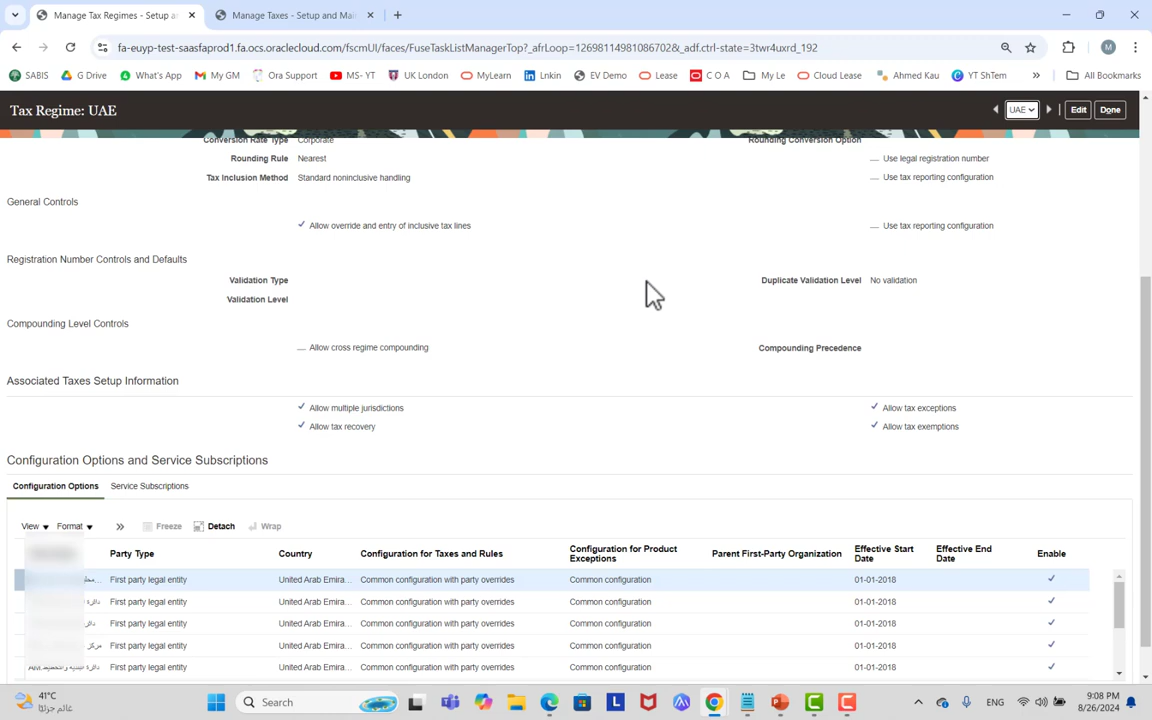 Manage Tax Regimes - Setup a
Manage Taxes - Setup and Mai
fa-euyp-test-saasfaprod1.fa.ocs.oraclecloud.com/fscmUI/faces/FuseTaskListManagerTop?_afrLoop=12698114981086702&_adf.ctrl-state=3twr4uxrd_192
M
SABIS G Drive What's App My GM Ora Support MS- YT UK London MyLearn Lnkin EV Demo Lease C O A My Le Cloud Lease Ahmed Kau YT ShTem » All Bookmarks
Tax Regime: UAE
UAE Edit Done
Conversion Rate Type Corporate Rounding Conversion Option
Rounding Rule Nearest Use legal registration number
Tax Inclusion Method Standard noninclusive handling Use tax reporting configuration
General Controls
Allow override and entry of inclusive tax lines Use tax reporting configuration
Registration Number Controls and Defaults
Validation Type Duplicate Validation Level No validation
Validation Level
Compounding Level Controls
Allow cross regime compounding Compounding Precedence
Associated Taxes Setup Information
Allow multiple jurisdictions Allow tax exceptions
Allow tax recovery Allow tax exemptions
Configuration Options and Service Subscriptions
Configuration Options Service Subscriptions
View Format » Freeze Detach Wrap
Party Type Country Configuration for Taxes and Rules Configuration for Product Exceptions Parent First-Party Organization Effective Start Date Effective End Date Enable
First party legal entity United Arab Emira... Common configuration with party overrides Common configuration 01-01-2018
دائرة First party legal entity United Arab Emira... Common configuration with party overrides Common configuration 01-01-2018
First party legal entity United Arab Emira... Common configuration with party overrides Common configuration 01-01-2018
مركز First party legal entity United Arab Emira... Common configuration with party overrides Common configuration 01-01-2018
First party legal entity United Arab Emira... Common configuration with party overrides Common configuration 01-01-2018
41°C
غائم جزئيًا
Search
ENG
9:08 PM
8/26/2024